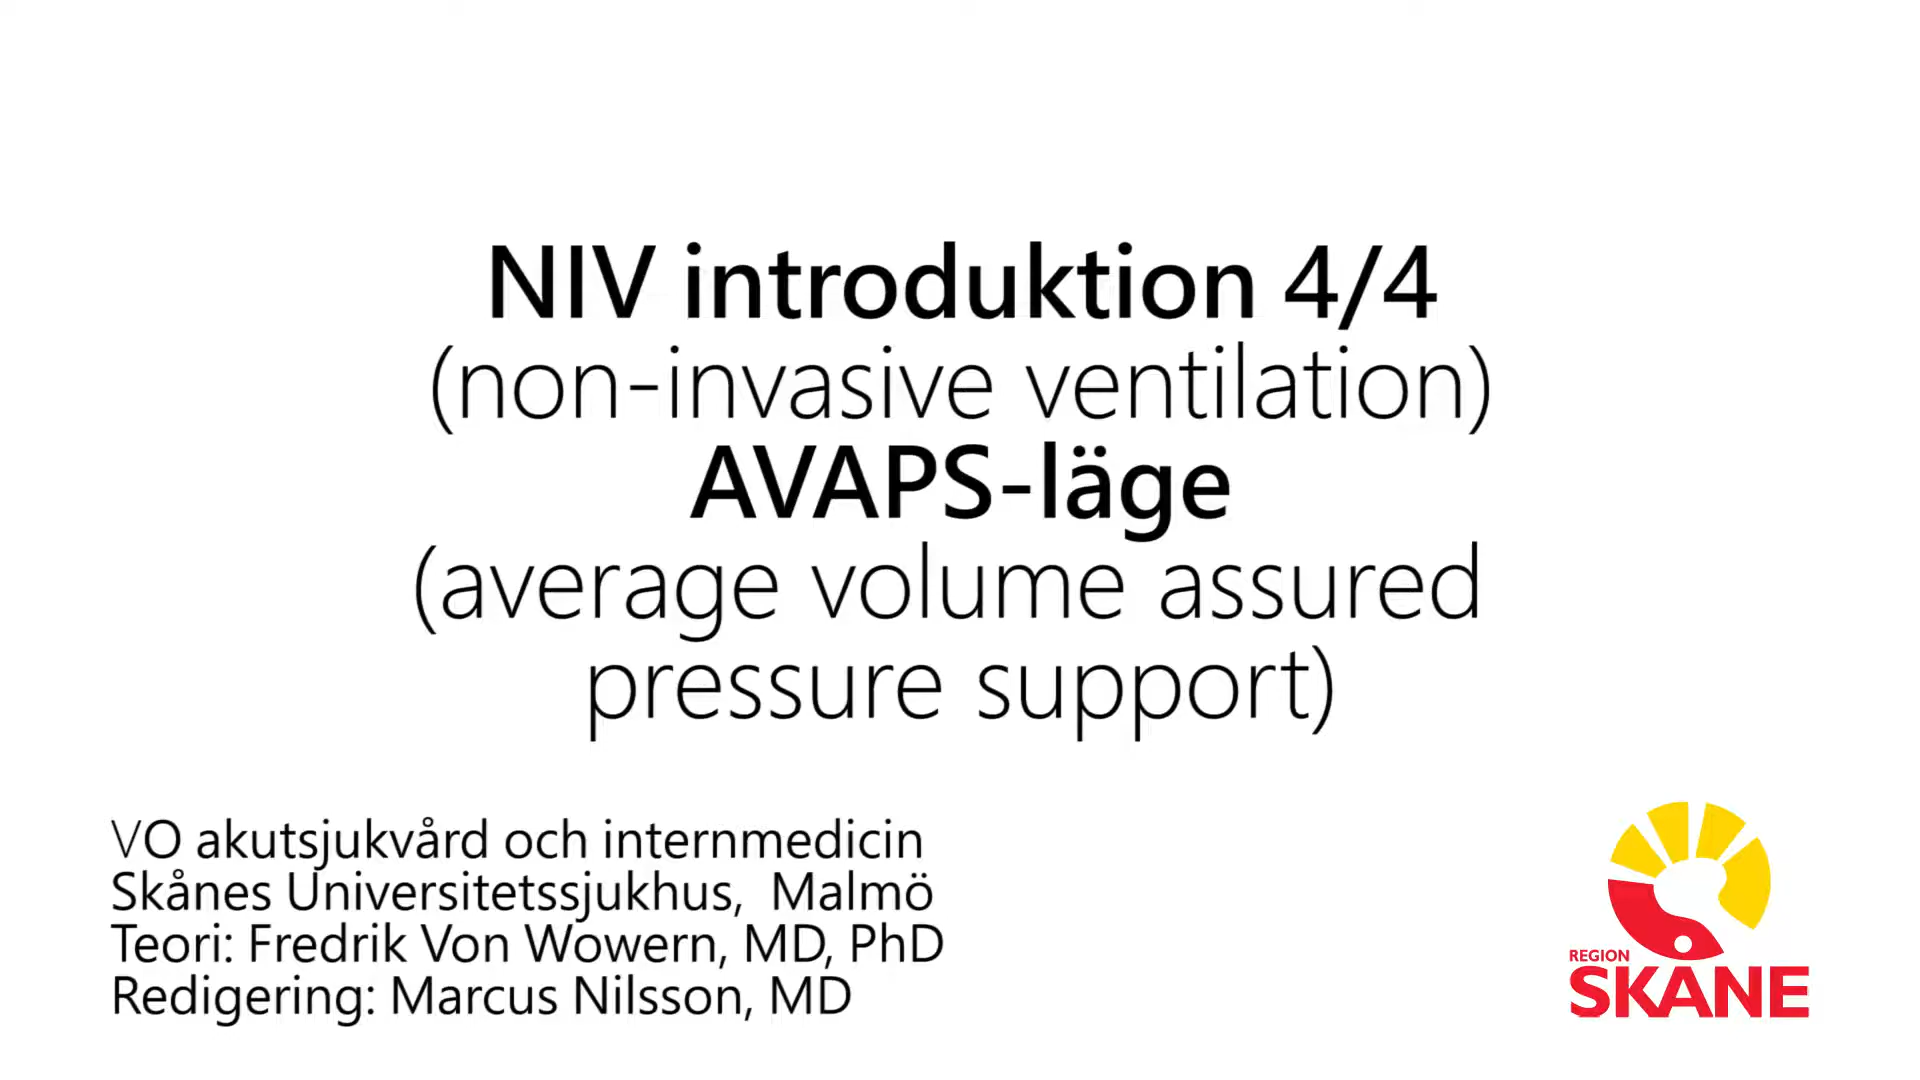 NIV introduktion 4/4
(non-invasive ventilation)
AVAPS-läge
(average volume assured
pressure support)
VO akutsjukvård och internmedicin
Skånes Universitetssjukhus, Malmö
Teori: Fredrik Von Wowern, MD, PhD
Redigering: Marcus Nilsson, MD
REGION
SKÅNE